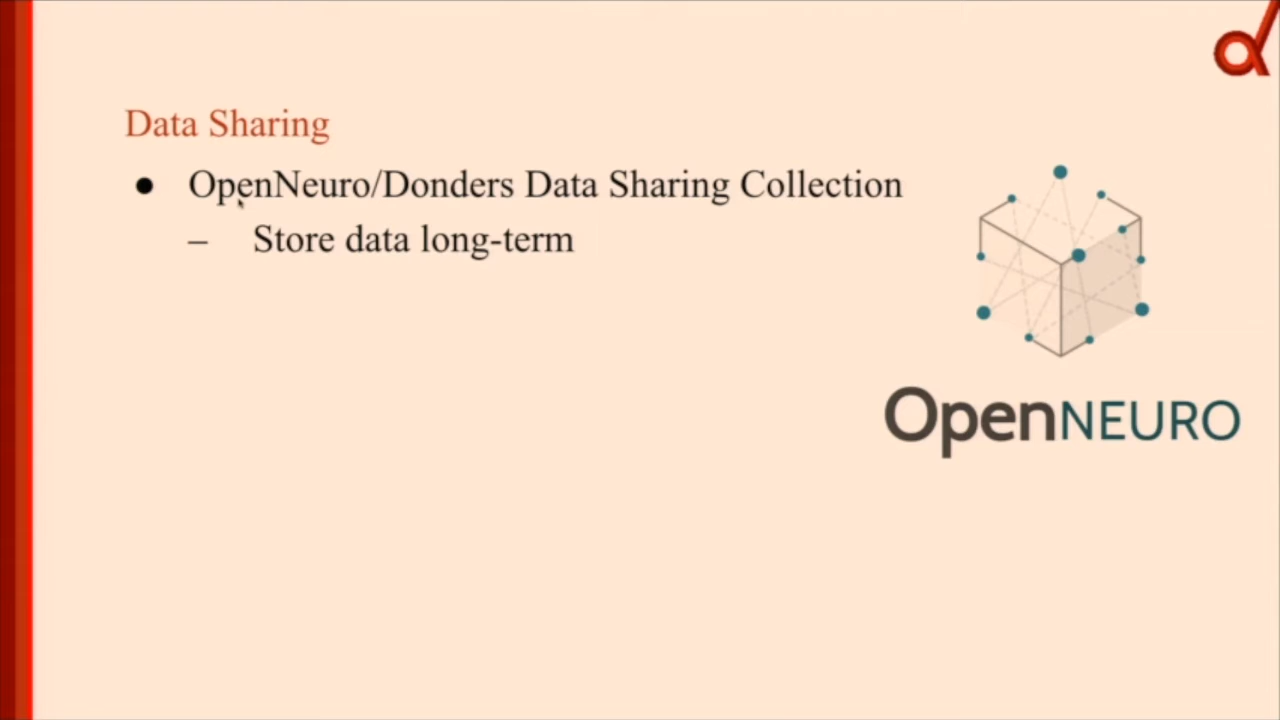 Data Sharing
● OpenNeuro/Donders Data Sharing Collection
– Store data long-term
OpenNEURO